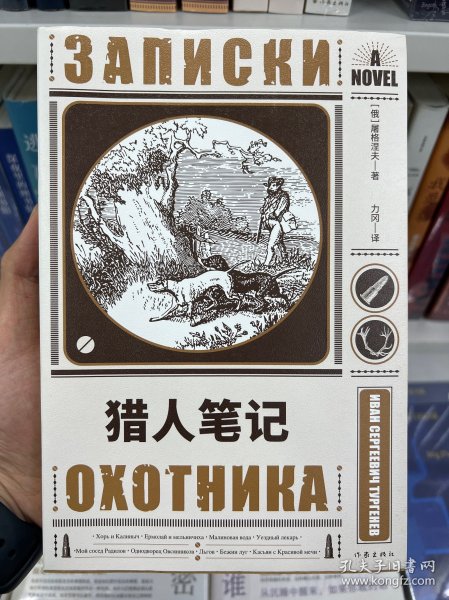 ЗАПИСКИ
A
NOVEL
[俄]屠格涅夫—著
力冈—译
猎人笔记
ИВАН СЕРГЕЕВИЧ ТУРГЕНЕВ
ОХОТНИКА
· Хорь и Калиныч · Ермолай и мельничиха · Малиновая вода · Уездный лекарь ·
· Мой сосед Радилов · Однодворец Овсяников · Льгов · Бежин луг · Касьян с Красивой мечи ·
作家出版社
密
谁
孔夫子旧书网
www.kongfz.com